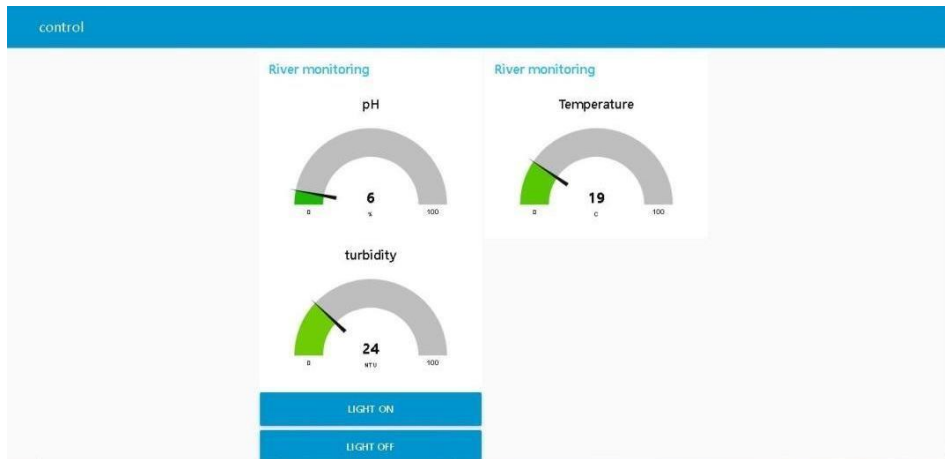 control
River monitoring
pH
6
%
0
100
turbidity
24
NTU
0
100
LIGHT ON
LIGHT OFF
River monitoring
Temperature
19
C
0
100